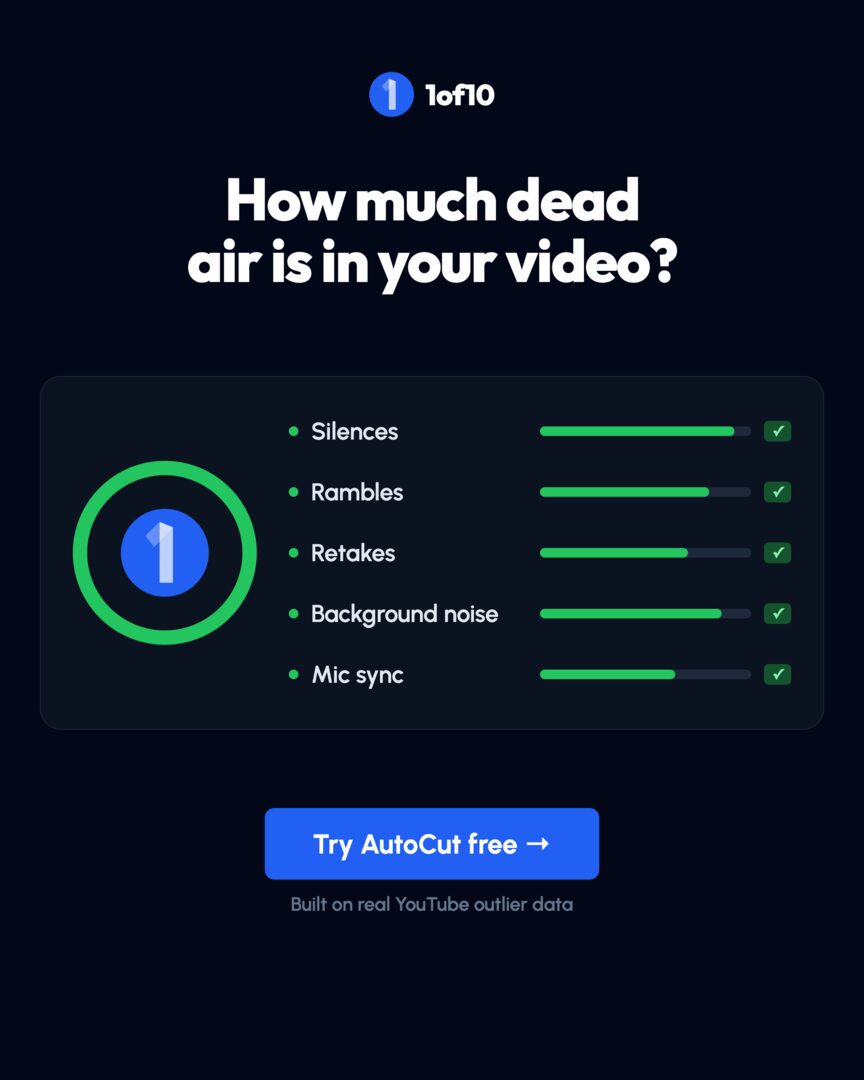 1of10
How much dead
air is in your video?
Silences
Rambles
Retakes
Background noise
Mic sync
Try AutoCut free →
Built on real YouTube outlier data